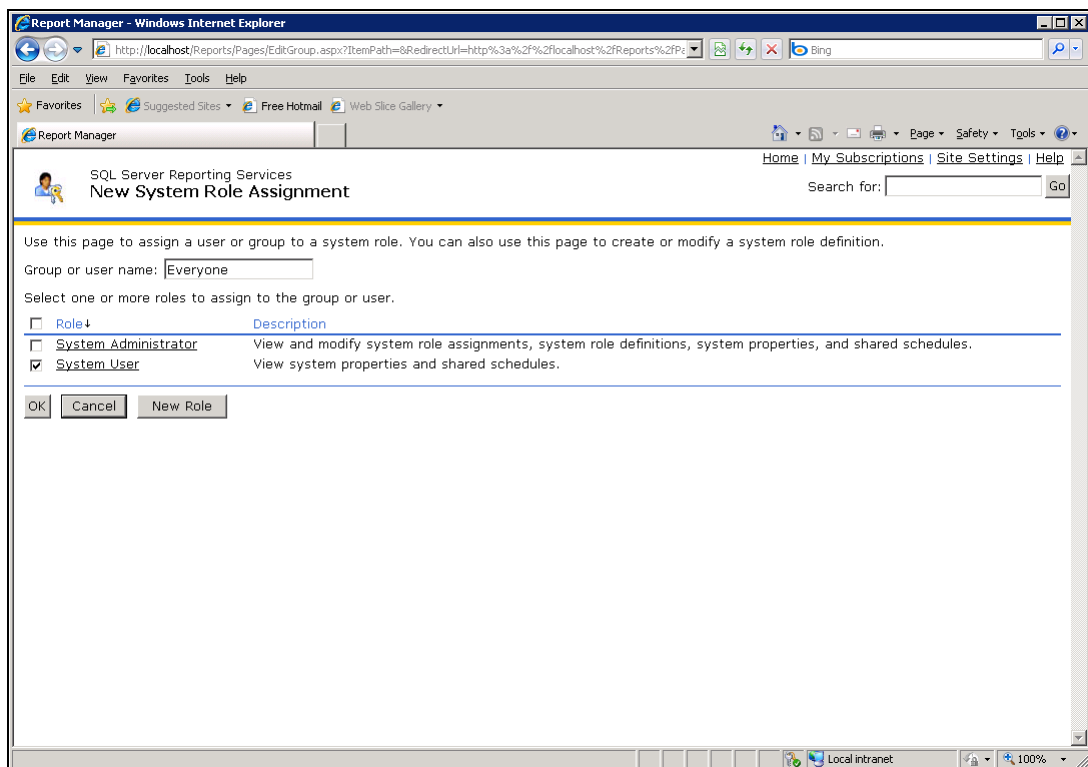 Report Manager - Windows Internet Explorer
http://localhost/Reports/Pages/EditGroup.aspx?ItemPath=&RedirectUrl=http%3a%2f%2flocalhost%2fReports%2fPa
Bing
File Edit View Favorites Tools Help
Favorites Suggested Sites Free Hotmail Web Slice Gallery
Report Manager Page Safety Tools
Home | My Subscriptions | Site Settings | Help
SQL Server Reporting Services
New System Role Assignment
Search for: Go
Use this page to assign a user or group to a system role. You can also use this page to create or modify a system role definition.
Group or user name: Everyone
Select one or more roles to assign to the group or user.
Role↓ Description
System Administrator View and modify system role assignments, system role definitions, system properties, and shared schedules.
System User View system properties and shared schedules.
OK Cancel New Role
Local intranet 100%